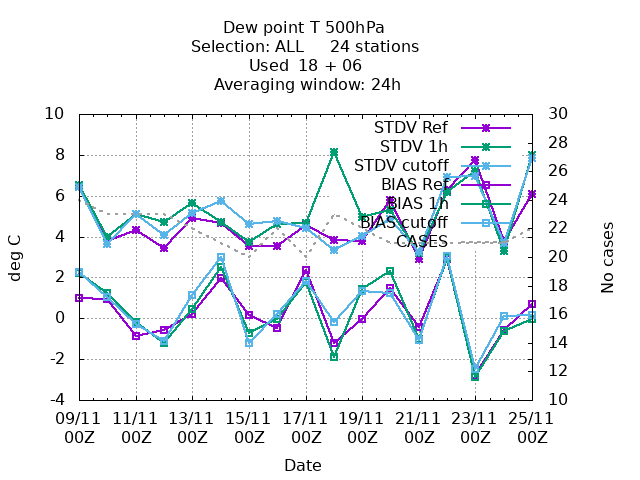 Dew point T 500hPa
Selection: ALL 24 stations
Used 18 + 06
Averaging window: 24h
10
8
6
4
2
0
-2
-4
deg C
30
28
26
24
22
20
18
16
14
12
10
No cases
STDV Ref
STDV 1h
STDV cutoff
BIAS Ref
BIAS 1h
BIAS cutoff
CASES
09/11 11/11 13/11 15/11 17/11 19/11 21/11 23/11 25/11
00Z 00Z 00Z 00Z 00Z 00Z 00Z 00Z 00Z
Date